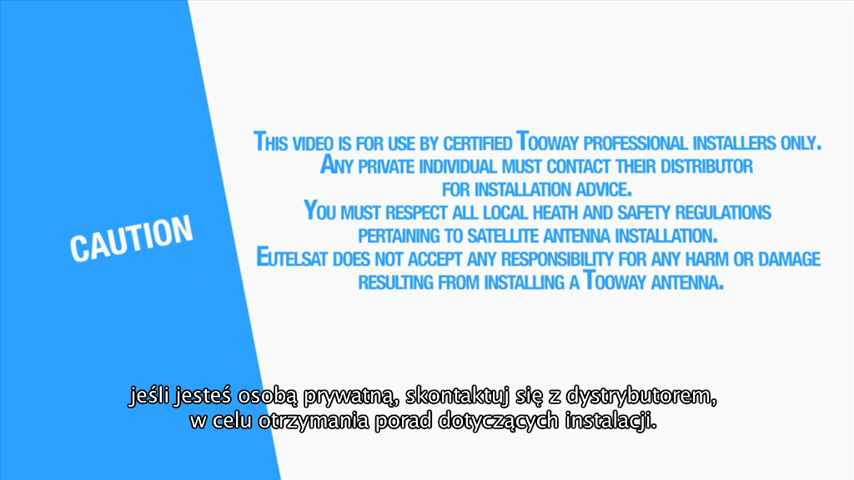 CAUTION
THIS VIDEO IS FOR USE BY CERTIFIED TOOWAY PROFESSIONAL INSTALLERS ONLY.
ANY PRIVATE INDIVIDUAL MUST CONTACT THEIR DISTRIBUTOR
FOR INSTALLATION ADVICE.
YOU MUST RESPECT ALL LOCAL HEATH AND SAFETY REGULATIONS
PERTAINING TO SATELLITE ANTENNA INSTALLATION.
EUTELSAT DOES NOT ACCEPT ANY RESPONSIBILITY FOR ANY HARM OR DAMAGE
RESULTING FROM INSTALLING A TOOWAY ANTENNA.
jeśli jesteś osobą prywatną, skontaktuj się z dystrybutorem,
w celu otrzymania porad dotyczących instalacji.